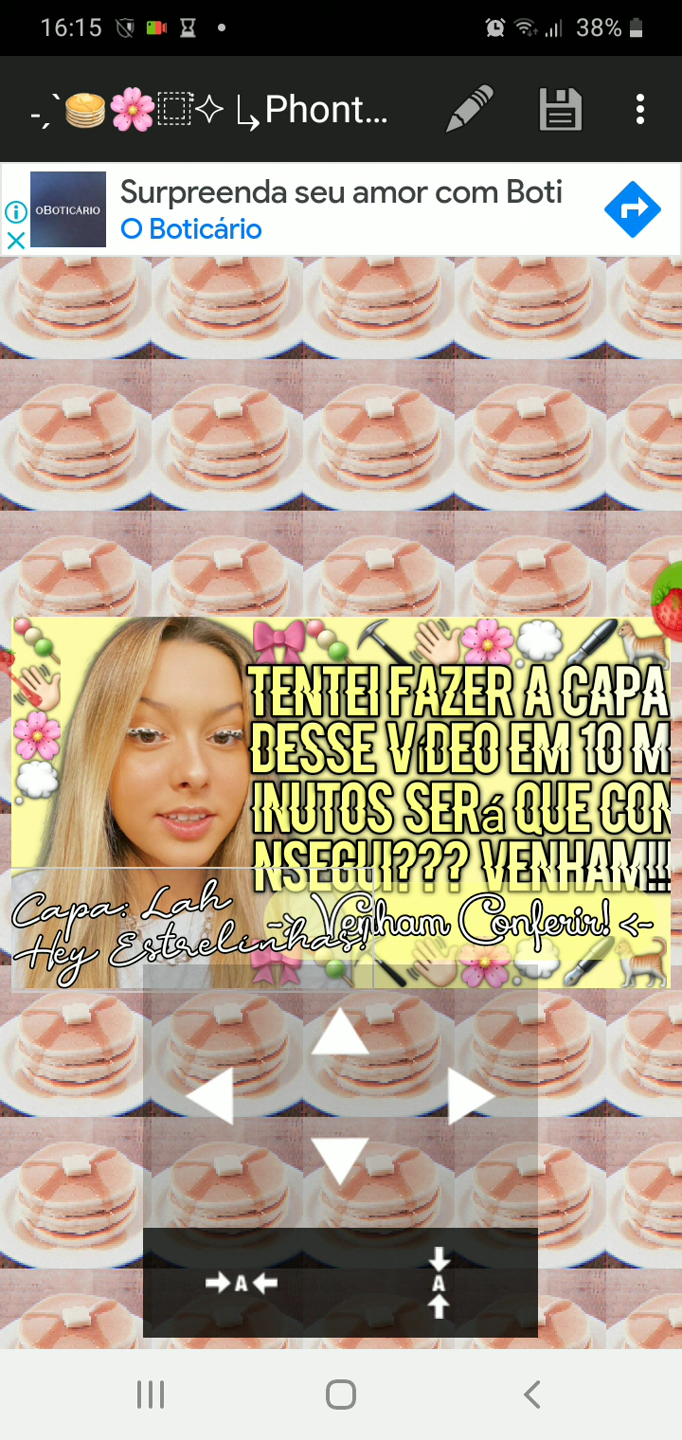 16:15
38%
-ˏˋ🥞🌸⬚✧ ↳Phont...
Surpreenda seu amor com Boti
oBOTICÁRIO
O Boticário
TENTEI FAZER A CAPA
DESSE VíDEO EM 10 M
INUTOS SERá QUE CON
NSEGUI??? VENHAM!!!
Capa: Lah
Hey Estrelinhas!
-> Venham Conferir! <-
A
A